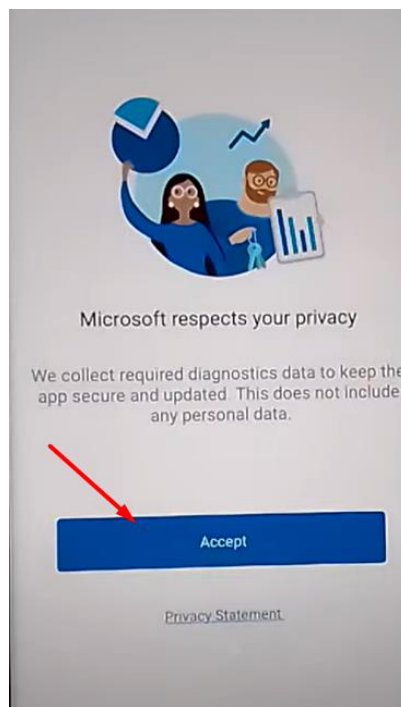 Microsoft respects your privacy
We collect required diagnostics data to keep the
app secure and updated. This does not include
any personal data.
Accept
Privacy Statement